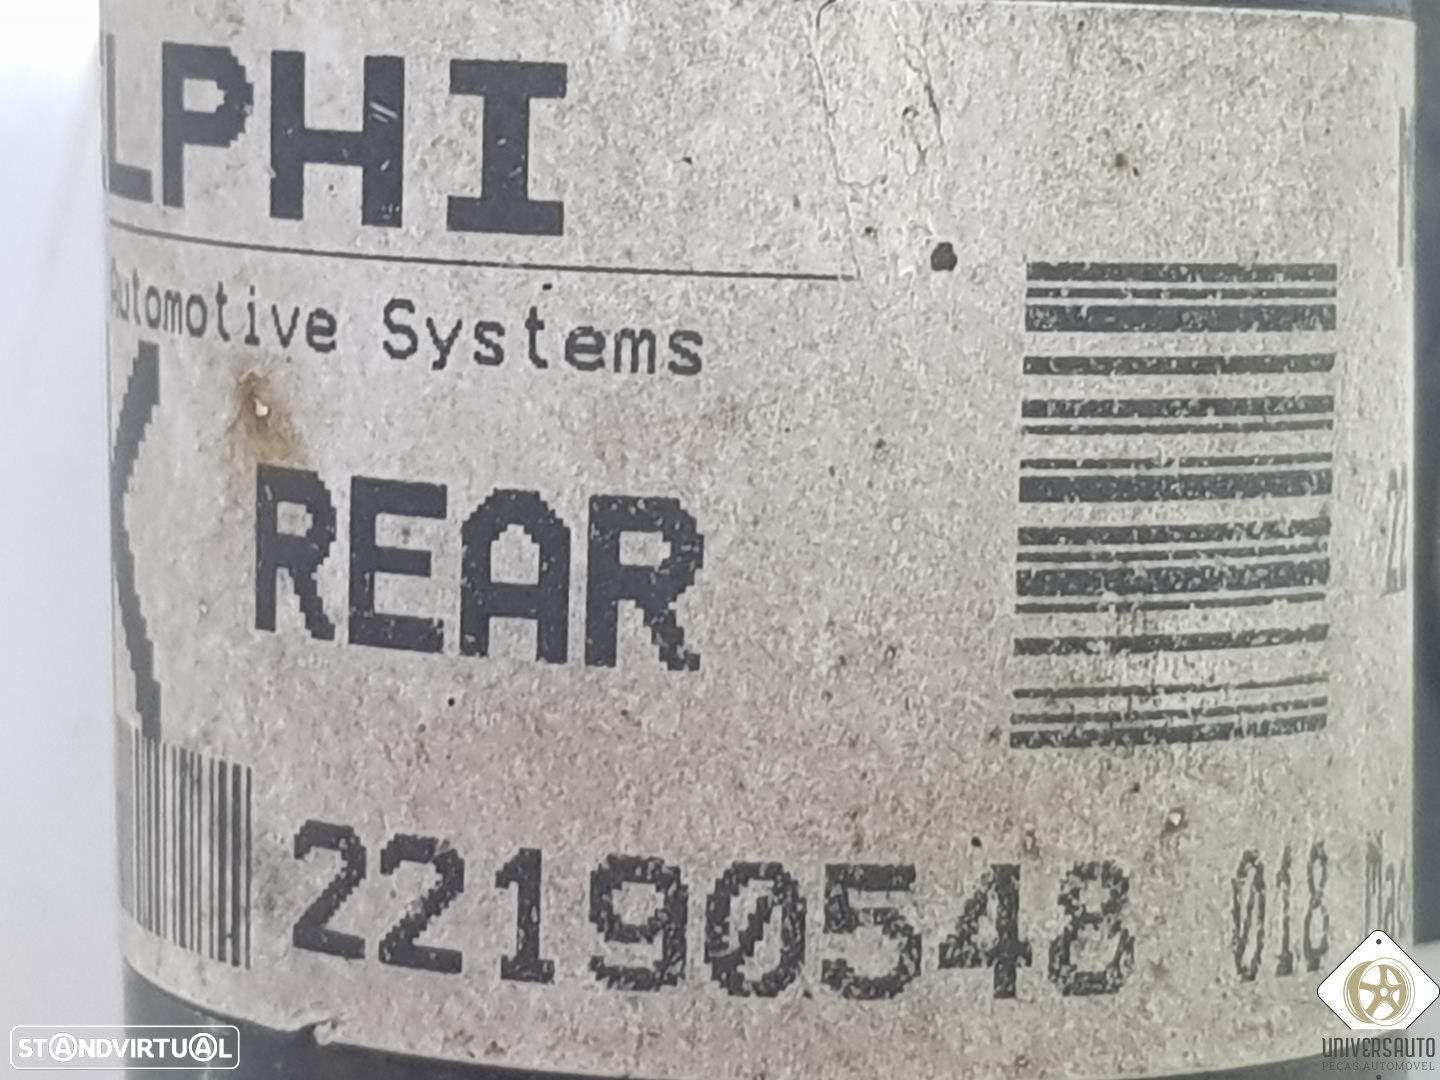 LPHI
Automotive Systems
REAR
22190548 018
STANDVIRTUAL
UNIVERSAUTO
PEÇAS AUTOMÓVEL